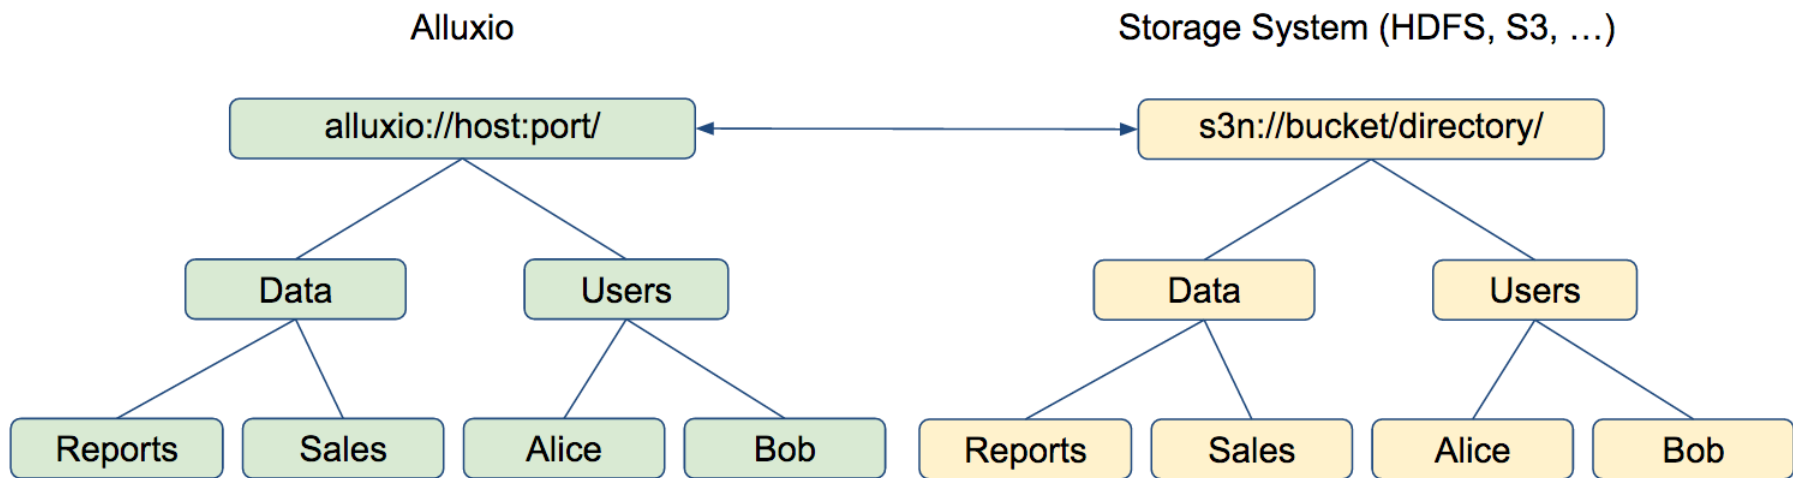 Alluxio
Storage System (HDFS, S3, …)
alluxio://host:port/
s3n://bucket/directory/
Data
Users
Data
Users
Reports
Sales
Alice
Bob
Reports
Sales
Alice
Bob